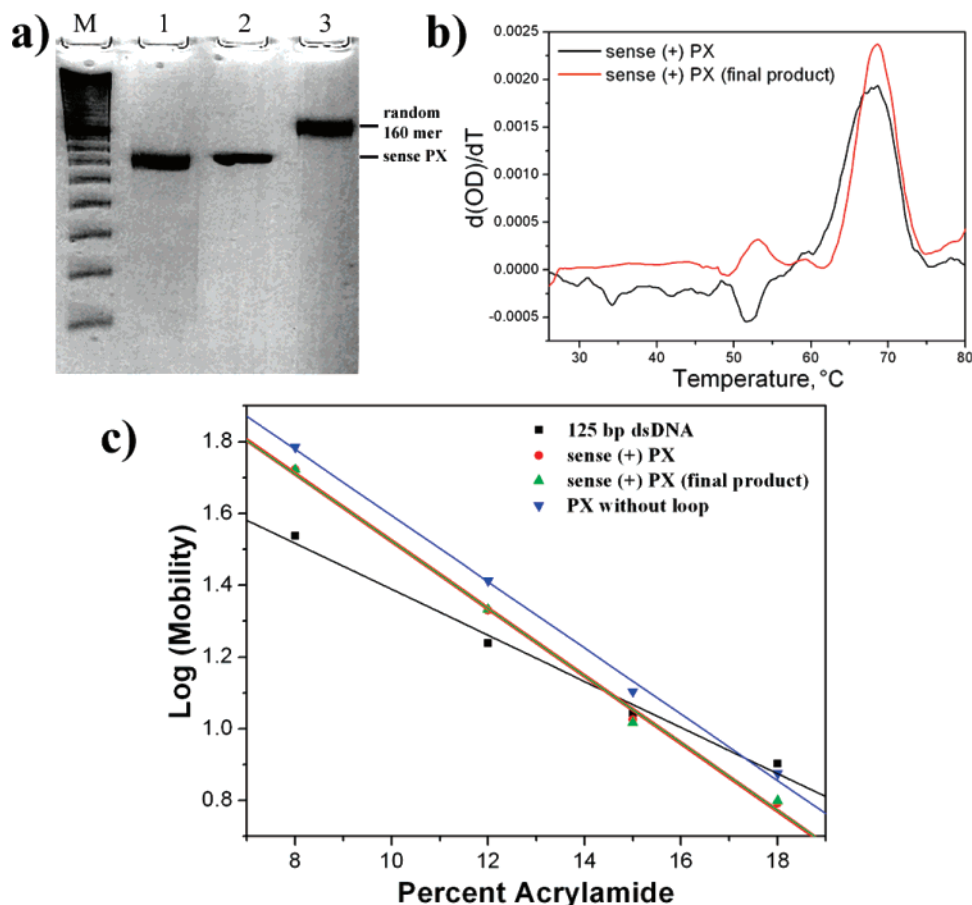 a)
M 1 2 3
random
160 mer
sense PX
b)
sense (+) PX
sense (+) PX (final product)
0.0025
0.0020
0.0015
0.0010
0.0005
0.0000
-0.0005
d(OD)/dT
30 40 50 60 70 80
Temperature, °C
c)
125 bp dsDNA
sense (+) PX
sense (+) PX (final product)
PX without loop
1.8
1.6
1.4
1.2
1.0
0.8
Log (Mobility)
8 10 12 14 16 18
Percent Acrylamide